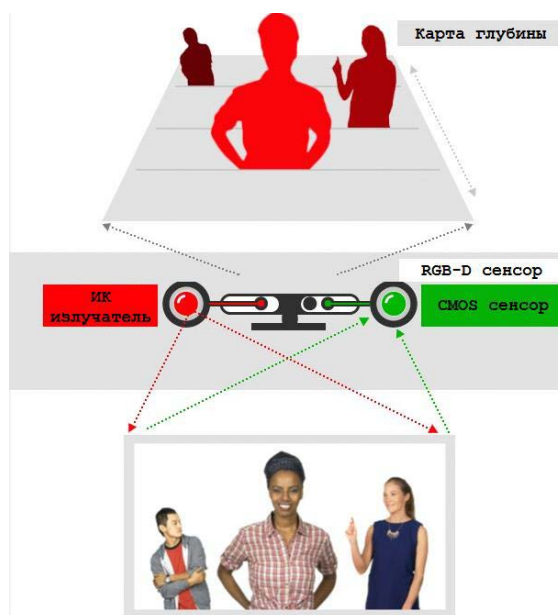 Карта глубины
RGB-D сенсор
ИК
излучатель
CMOS сенсор